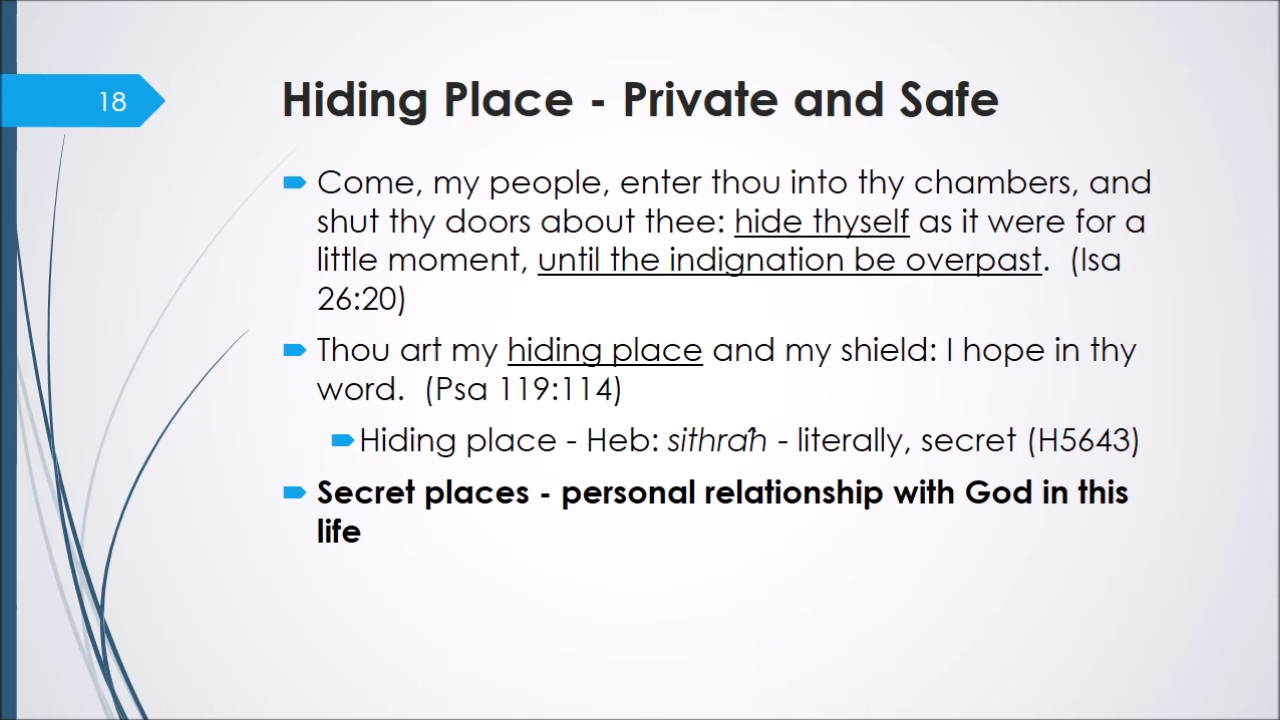 18
Hiding Place - Private and Safe
Come, my people, enter thou into thy chambers, and
shut thy doors about thee: hide thyself as it were for a
little moment, until the indignation be overpast.  (Isa
26:20)
Thou art my hiding place and my shield: I hope in thy
word.  (Psa 119:114)
Hiding place - Heb: sithraĥ - literally, secret (H5643)
Secret places - personal relationship with God in this
life